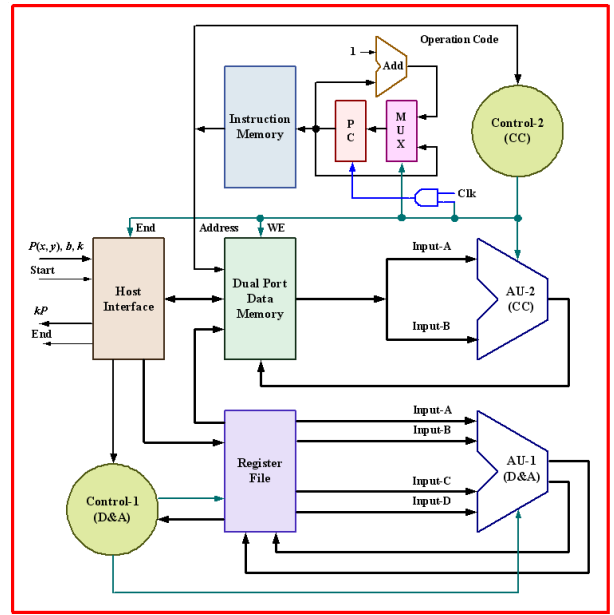 Operation Code
1
Add
Instruction
Memory
P
C
M
U
X
Control-2
(CC)
Clk
End
Address
WE
P(x, y), b, k
Start
kP
End
Host
Interface
Dual Port
Data
Memory
Input-A
Input-B
AU-2
(CC)
Input-A
Input-B
Input-C
Input-D
Register
File
AU-1
(D&A)
Control-1
(D&A)